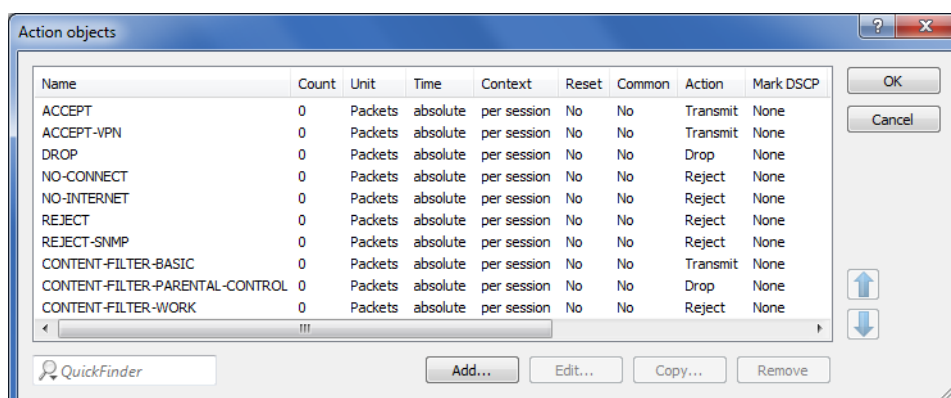 Action objects
Name Count Unit Time Context Reset Common Action Mark DSCP
ACCEPT 0 Packets absolute per session No No Transmit None
ACCEPT-VPN 0 Packets absolute per session No No Transmit None
DROP 0 Packets absolute per session No No Drop None
NO-CONNECT 0 Packets absolute per session No No Reject None
NO-INTERNET 0 Packets absolute per session No No Reject None
REJECT 0 Packets absolute per session No No Reject None
REJECT-SNMP 0 Packets absolute per session No No Reject None
CONTENT-FILTER-BASIC 0 Packets absolute per session No No Transmit None
CONTENT-FILTER-PARENTAL-CONTROL 0 Packets absolute per session No No Drop None
CONTENT-FILTER-WORK 0 Packets absolute per session No No Reject None
OK
Cancel
QuickFinder
Add... Edit... Copy... Remove